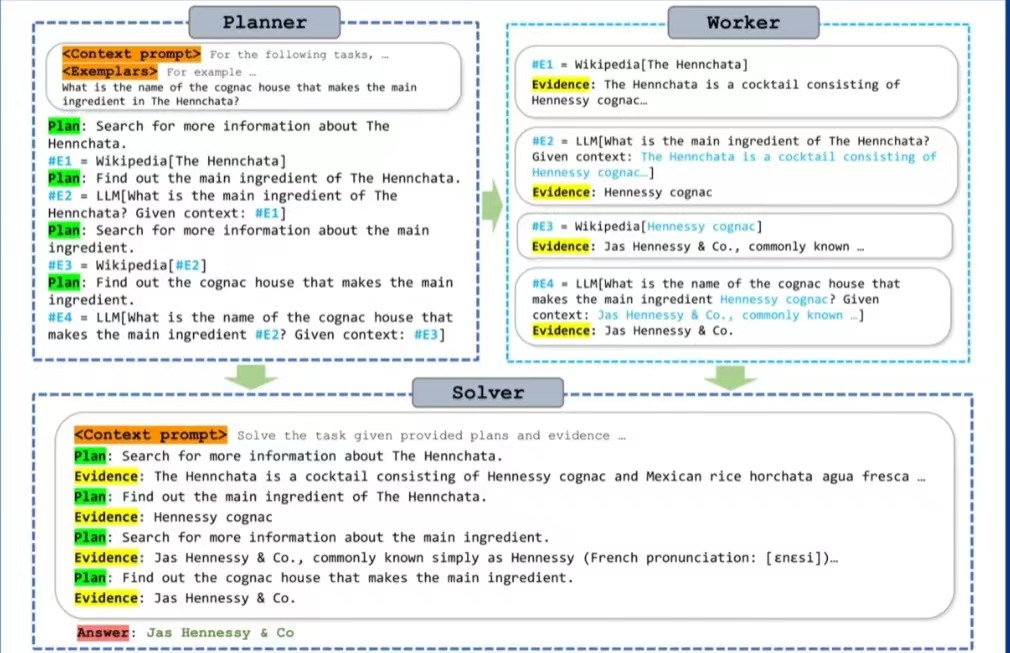 Planner
<Context prompt> For the following tasks, …
<Exemplars> For example …
What is the name of the cognac house that makes the main
ingredient in The Hennchata?
Plan: Search for more information about The
Hennchata.
#E1 = Wikipedia[The Hennchata]
Plan: Find out the main ingredient of The Hennchata.
#E2 = LLM[What is the main ingredient of The
Hennchata? Given context: #E1]
Plan: Search for more information about the main
ingredient.
#E3 = Wikipedia[#E2]
Plan: Find out the cognac house that makes the main
ingredient.
#E4 = LLM[What is the name of the cognac house that
makes the main ingredient #E2? Given context: #E3]
Worker
#E1 = Wikipedia[The Hennchata]
Evidence: The Hennchata is a cocktail consisting of
Hennessy cognac…
#E2 = LLM[What is the main ingredient of The Hennchata?
Given context: The Hennchata is a cocktail consisting of
Hennessy cognac…]
Evidence: Hennessy cognac
#E3 = Wikipedia[Hennessy cognac]
Evidence: Jas Hennessy & Co., commonly known …
#E4 = LLM[What is the name of the cognac house that
makes the main ingredient Hennessy cognac? Given
context: Jas Hennessy & Co., commonly known …]
Evidence: Jas Hennessy & Co.
Solver
<Context prompt> Solve the task given provided plans and evidence …
Plan: Search for more information about The Hennchata.
Evidence: The Hennchata is a cocktail consisting of Hennessy cognac and Mexican rice horchata agua fresca …
Plan: Find out the main ingredient of The Hennchata.
Evidence: Hennessy cognac
Plan: Search for more information about the main ingredient.
Evidence: Jas Hennessy & Co., commonly known simply as Hennessy (French pronunciation: [ɛnɛsi])…
Plan: Find out the cognac house that makes the main ingredient.
Evidence: Jas Hennessy & Co.
Answer: Jas Hennessy & Co